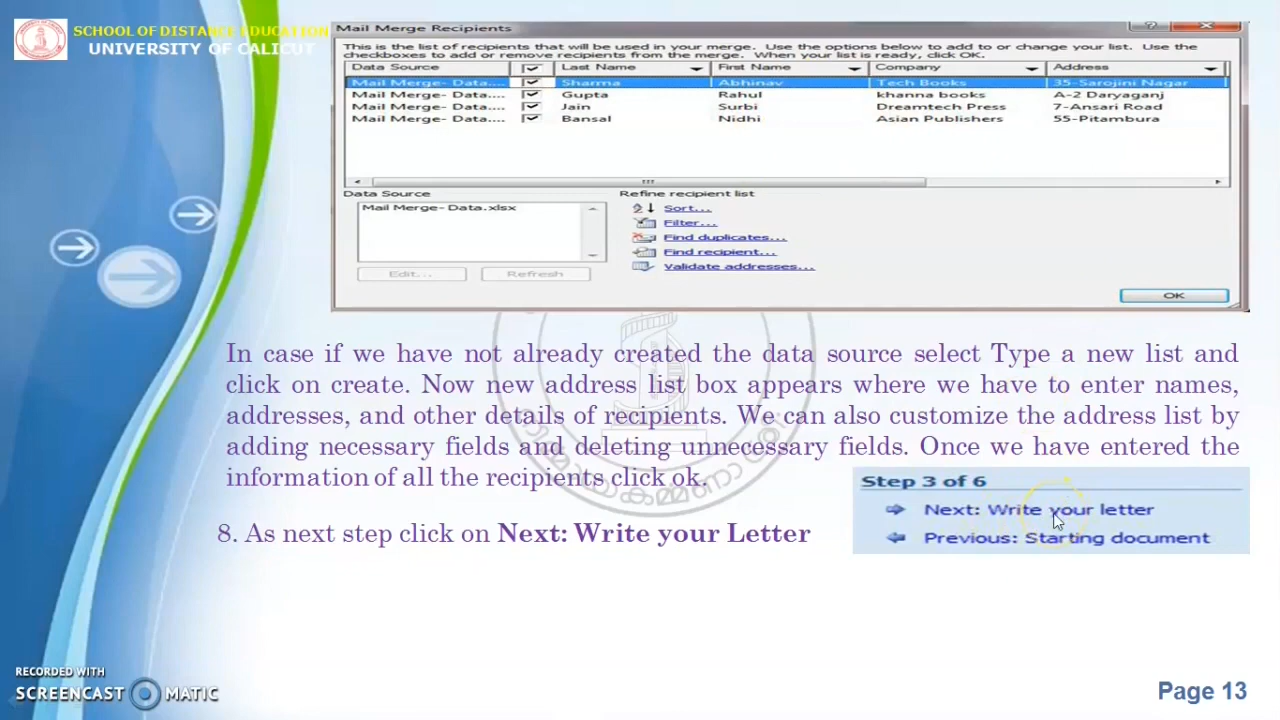 SCHOOL OF DISTANCE EDUCATION
UNIVERSITY OF CALICUT
Mail Merge Recipients
This is the list of recipients that will be used in your merge. Use the options below to add to or change your list. Use the
checkboxes to add or remove recipients from the merge. When your list is ready, click OK.
Data Source Last Name First Name Company Address
Mail Merge- Data.... Sharma Abhinav Tech Books 35-Sarojini Nagar
Mail Merge- Data.... Gupta Rahul khanna books A-2 Daryaganj
Mail Merge- Data.... Jain Surbi Dreamtech Press 7-Ansari Road
Mail Merge- Data.... Bansal Nidhi Asian Publishers 55-Pitambura
Data Source
Mail Merge- Data.xlsx
Edit... Refresh
Refine recipient list
Sort...
Filter...
Find duplicates...
Find recipient...
Validate addresses...
OK
In case if we have not already created the data source select Type a new list and
click on create. Now new address list box appears where we have to enter names,
addresses, and other details of recipients. We can also customize the address list by
adding necessary fields and deleting unnecessary fields. Once we have entered the
information of all the recipients click ok.
8. As next step click on Next: Write your Letter
Step 3 of 6
Next: Write your letter
Previous: Starting document
RECORDED WITH
SCREENCAST MATIC
Page 13